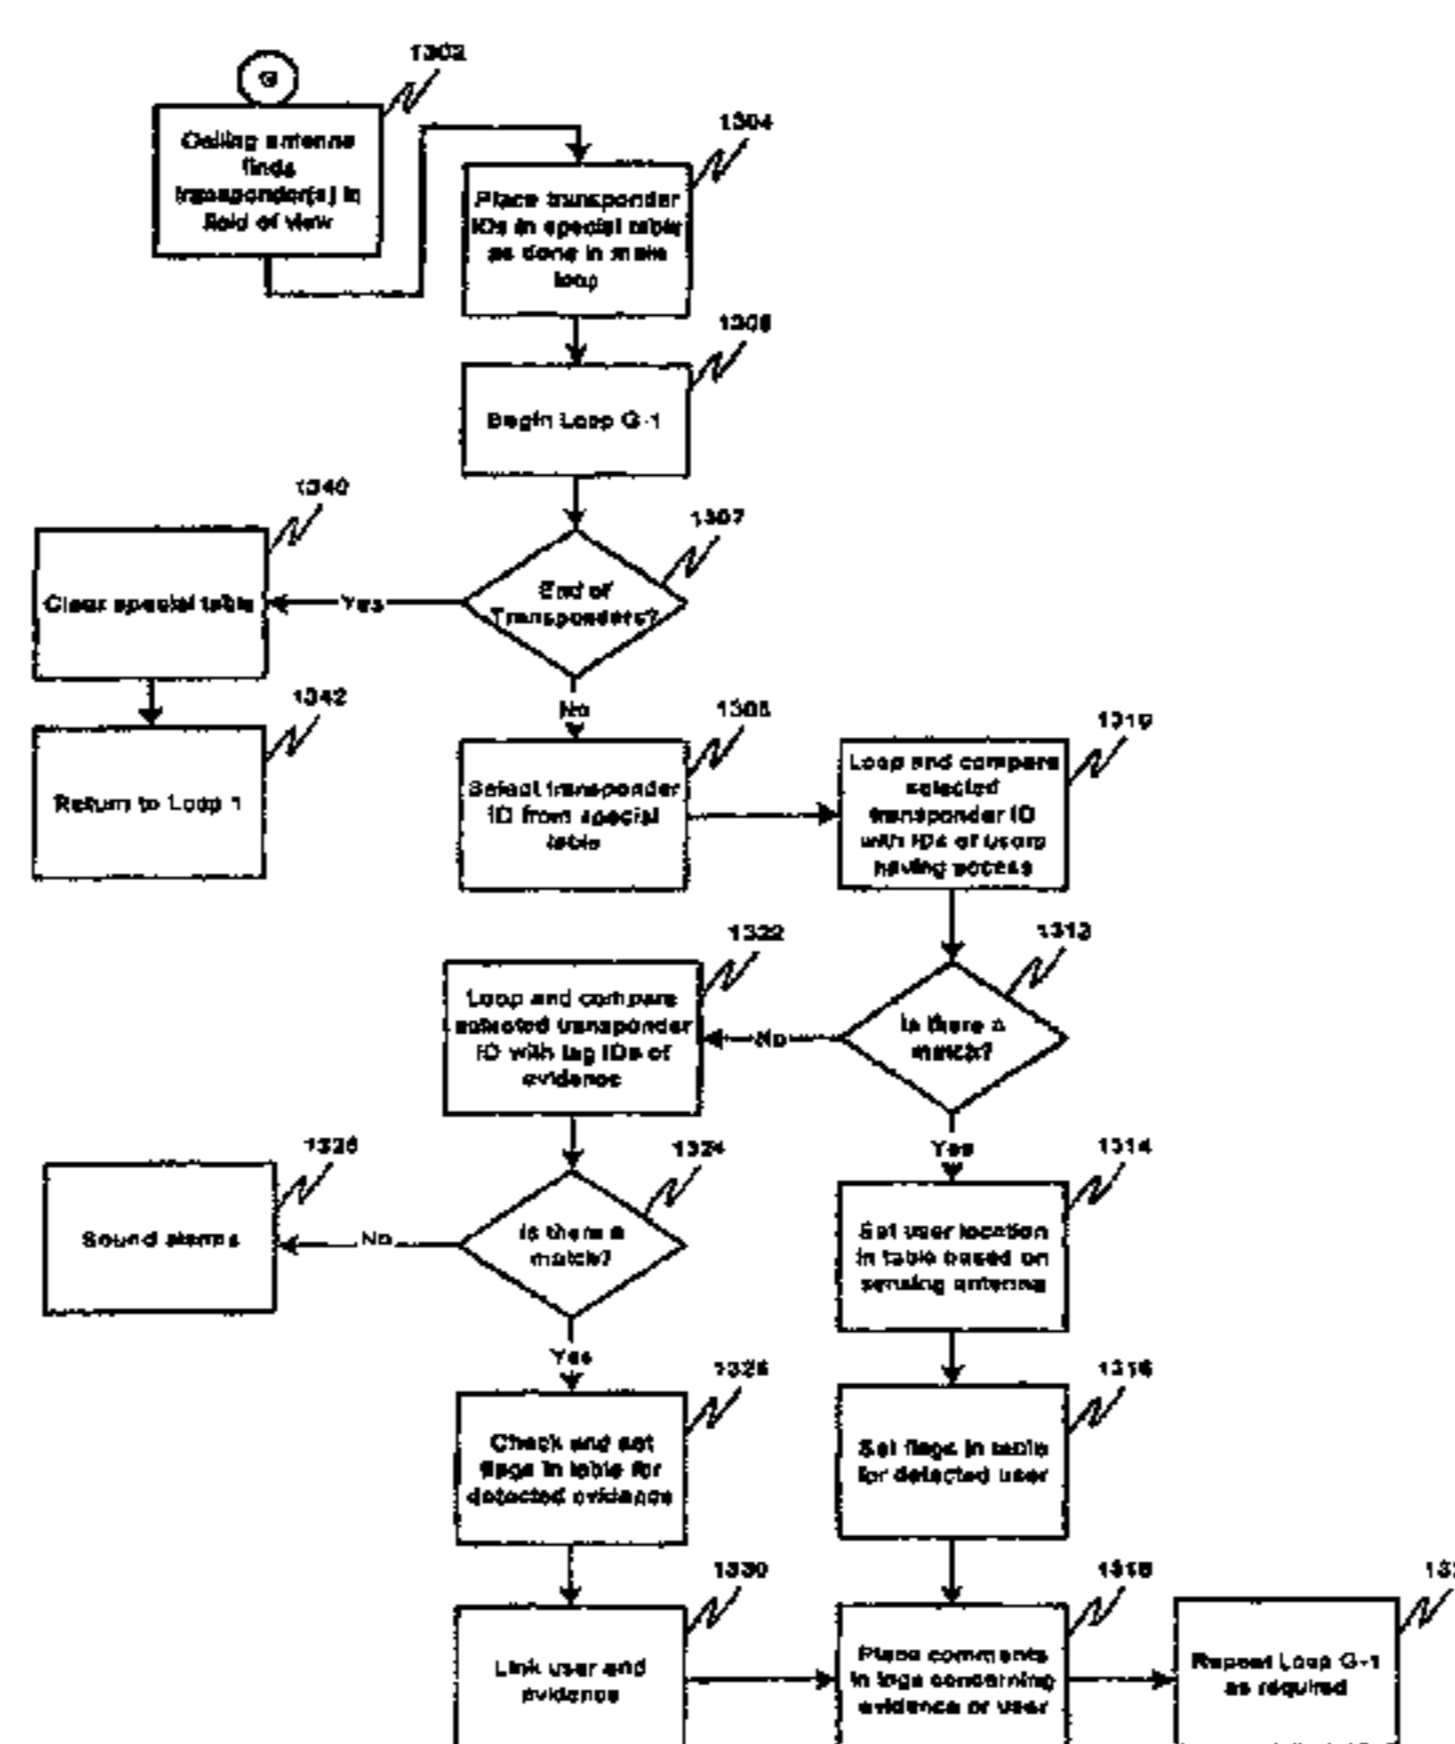 G
1302
Ceiling antenna
finds
transponder(s) in
field of view
1304
Place transponder
IDs in special table
as done in main
loop
1306
Begin Loop G-1
1307
End of
Transponders?
Yes
1340
Clear special table
1342
Return to Loop 1
No
1308
Select transponder
ID from special
table
1310
Loop and compare
selected
transponder ID
with IDs of users
having access
1312
Is there a
match?
No
1322
Loop and compare
selected transponder
ID with tag IDs of
evidence
1324
Is there a
match?
No
Sound alarms
Yes
Check and set
flags in table for
detected evidence
1330
Link user and
evidence
Yes
1314
Set user location
in table based on
sensing antenna
1316
Set flags in table
for detected user
1318
Place comments
in logs concerning
evidence or user
Repeat Loop G-1
as required